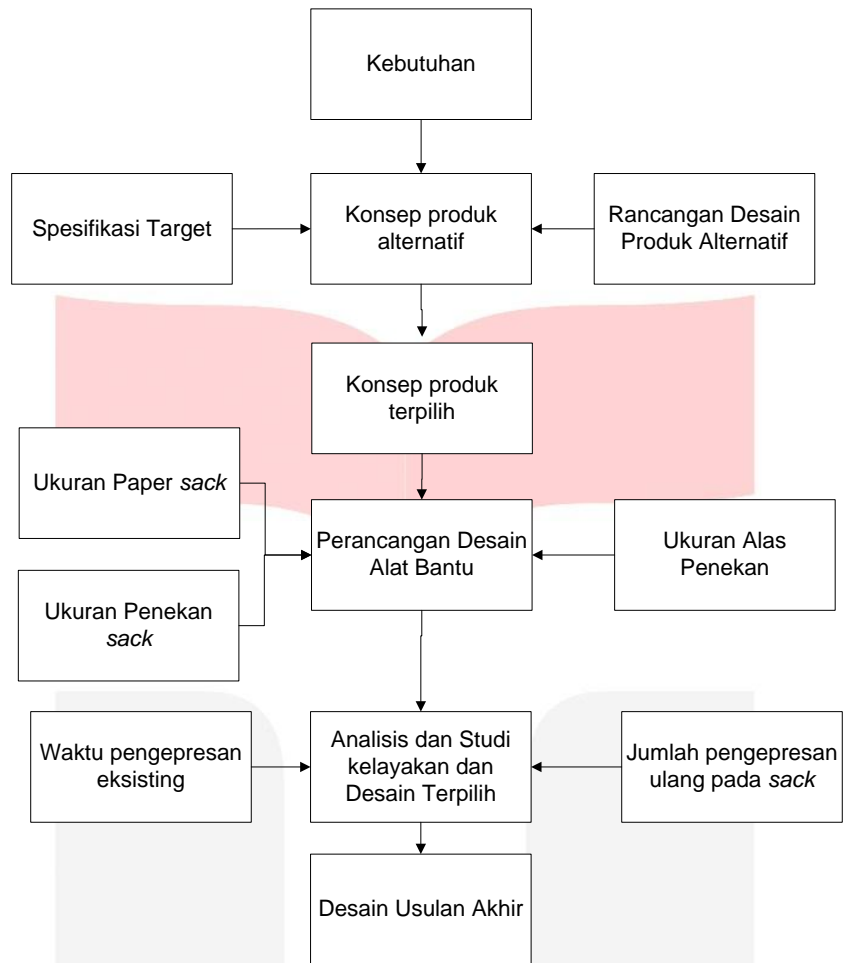 Kebutuhan
Spesifikasi Target
Konsep produk
alternatif
Rancangan Desain
Produk Alternatif
Konsep produk
terpilih
Ukuran Paper sack
Ukuran Penekan
sack
Perancangan Desain
Alat Bantu
Ukuran Alas
Penekan
Waktu pengepresan
eksisting
Analisis dan Studi
kelayakan dan
Desain Terpilih
Jumlah pengepresan
ulang pada sack
Desain Usulan Akhir